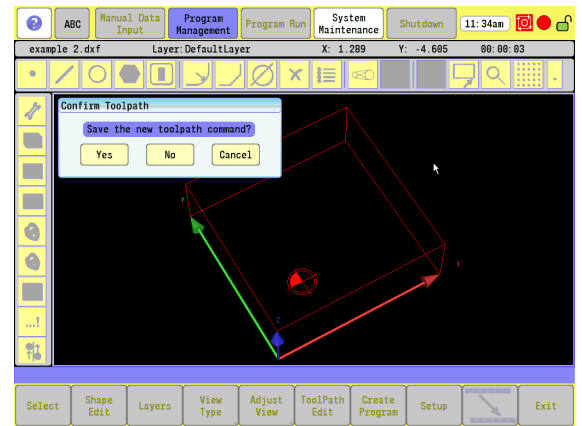 ?
ABC
Manual Data
Input
Program
Management
Program Run
System
Maintenance
Shutdown
11:34am
example 2.dxf
Layer:DefaultLayer
X: 1.289
Y: -4.605
00:00:03
Confirm Toolpath
Save the new toolpath command?
Yes
No
Cancel
Y
X
Z
...1
Select
Shape
Edit
Layers
View
Type
Adjust
View
ToolPath
Edit
Create
Program
Setup
Exit